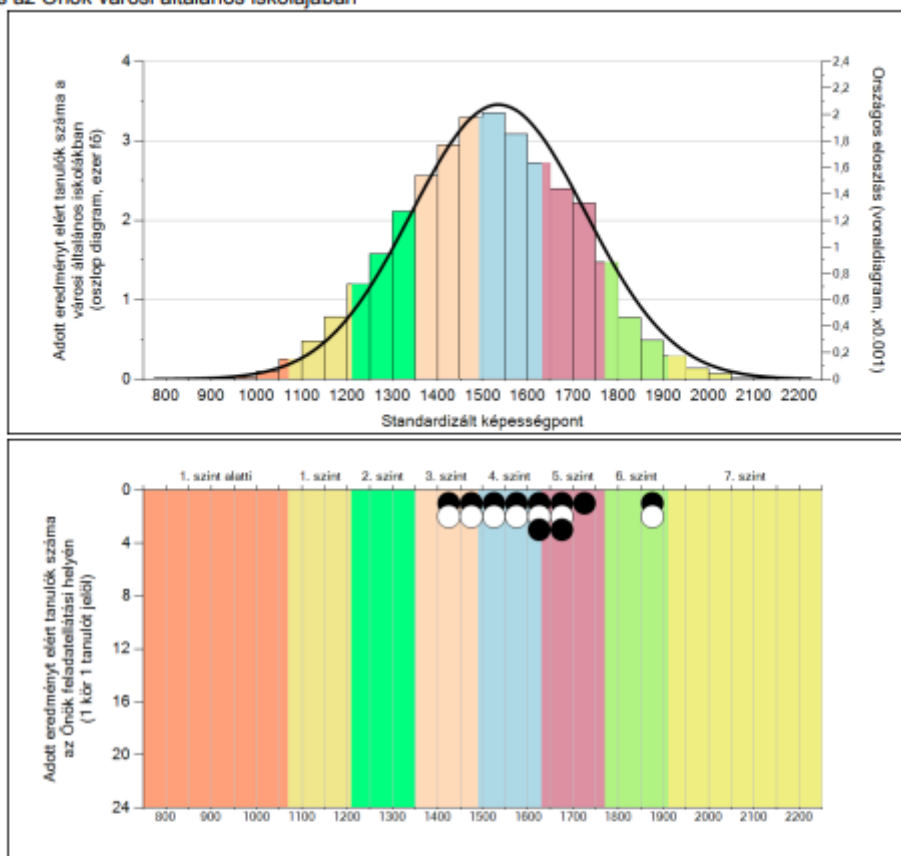 az Önök városi általános iskolájában
Adott eredményt elért tanulók száma a
városi általános iskolákban
(oszlop diagram, ezer fő)
4
3
2
1
0
2,4
2,2
2
1,8
1,6
1,4
1,2
1
0,8
0,6
0,4
0,2
0
Országos eloszlás (vonaldiagram, x0.001)
800 900 1000 1100 1200 1300 1400 1500 1600 1700 1800 1900 2000 2100 2200
Standardizált képességpont
1. szint alatti 1. szint 2. szint 3. szint 4. szint 5. szint 6. szint 7. szint
Adott eredményt elért tanulók száma
az Önök feladatellátási helyén
(1 kör 1 tanulót jelöl)
0
4
8
12
16
20
24
800 900 1000 1100 1200 1300 1400 1500 1600 1700 1800 1900 2000 2100 2200